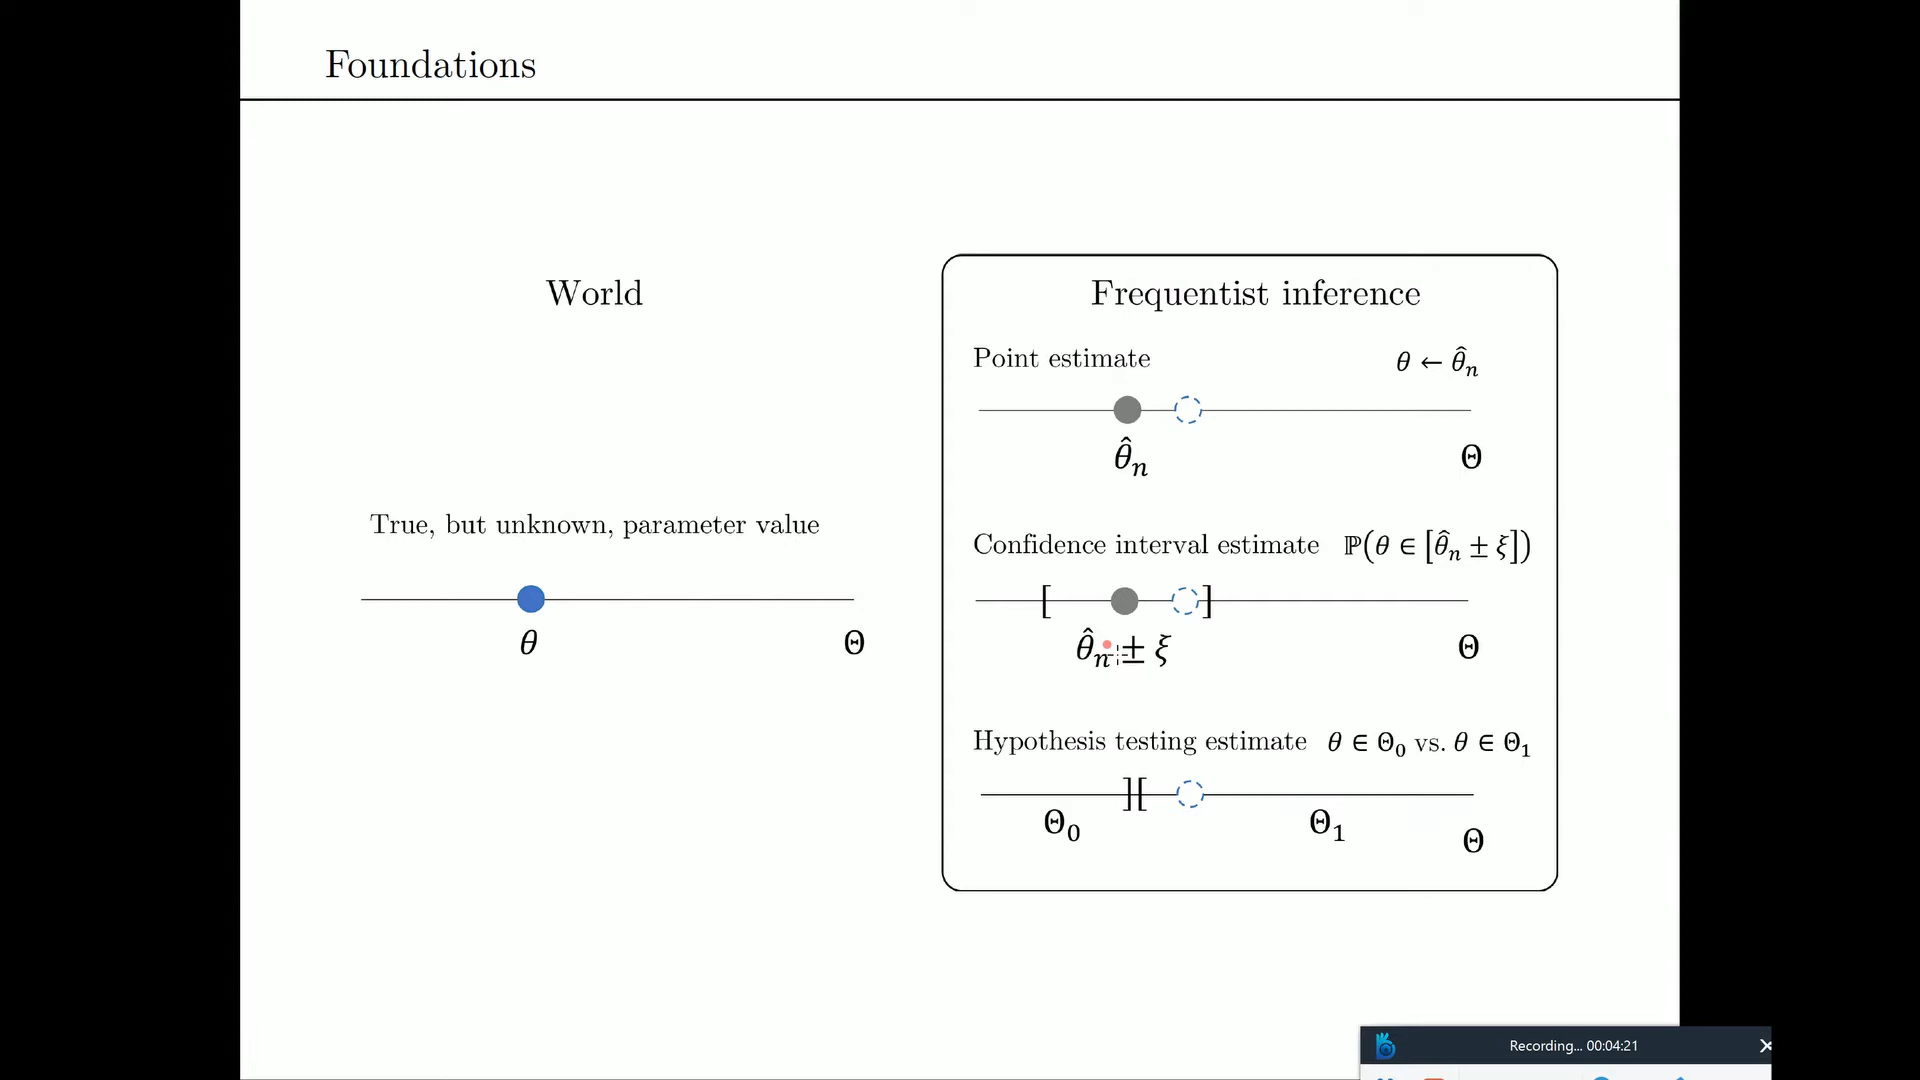 Foundations
World
True, but unknown, parameter value
θ
Θ
Frequentist inference
Point estimate θ ← θ̂ₙ
θ̂ₙ
Θ
Confidence interval estimate ℙ(θ ∈ [θ̂ₙ ± ξ])
[ ]
θ̂ₙ ± ξ
Θ
Hypothesis testing estimate θ ∈ Θ₀ vs. θ ∈ Θ₁
][
Θ₀
Θ₁
Θ
Recording... 00:04:21